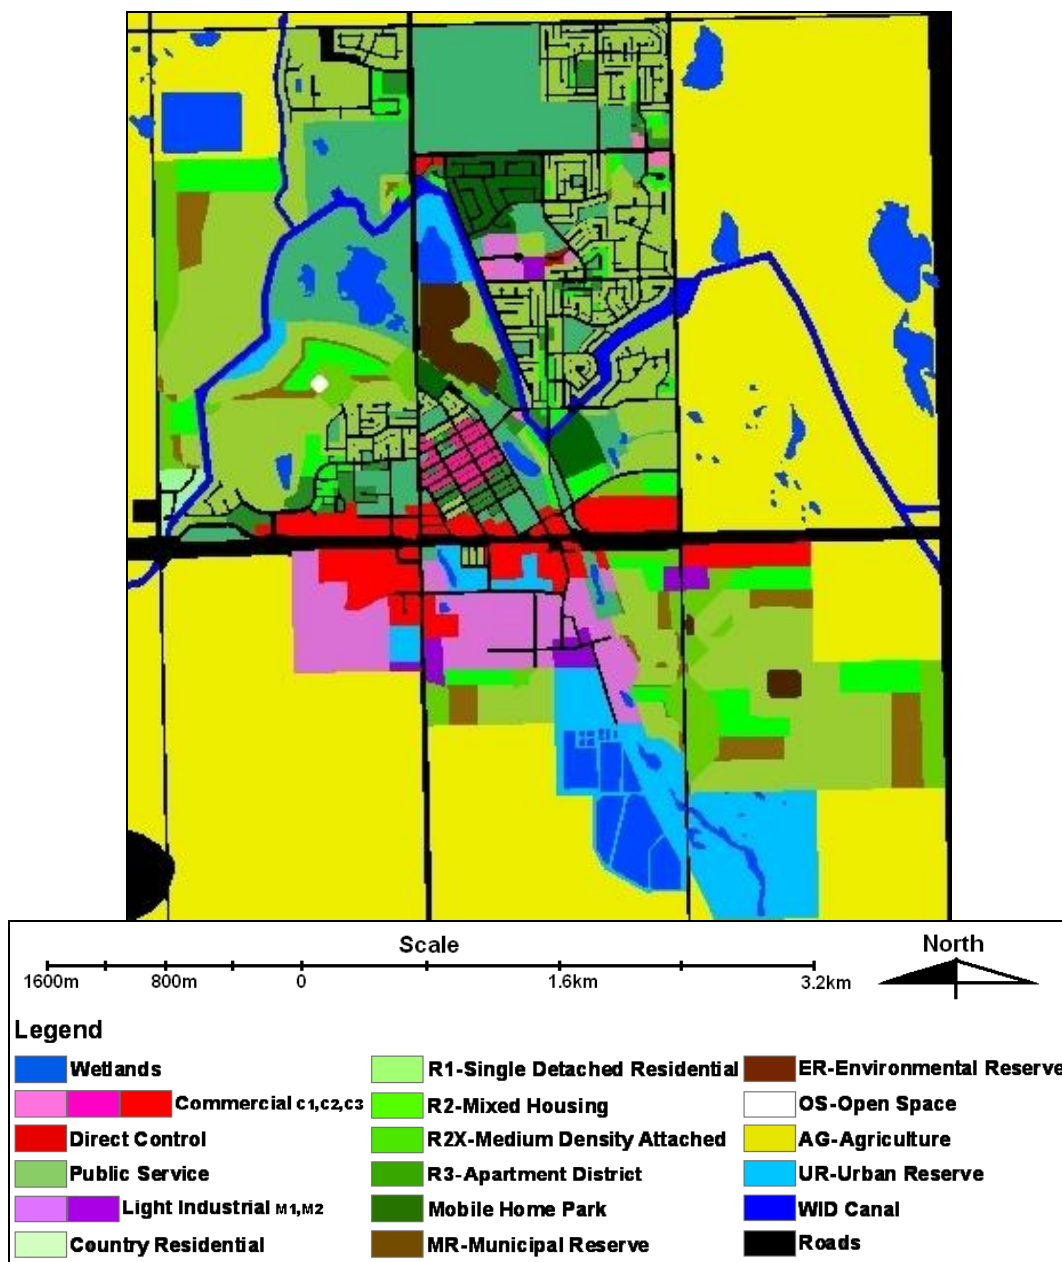 Scale
North
1600m 800m 0 1.6km 3.2km
Legend
Wetlands
Commercial C1,C2,C3
Direct Control
Public Service
Light Industrial M1,M2
Country Residential
R1-Single Detached Residential
R2-Mixed Housing
R2X-Medium Density Attached
R3-Apartment District
Mobile Home Park
MR-Municipal Reserve
ER-Environmental Reserve
OS-Open Space
AG-Agriculture
UR-Urban Reserve
WID Canal
Roads